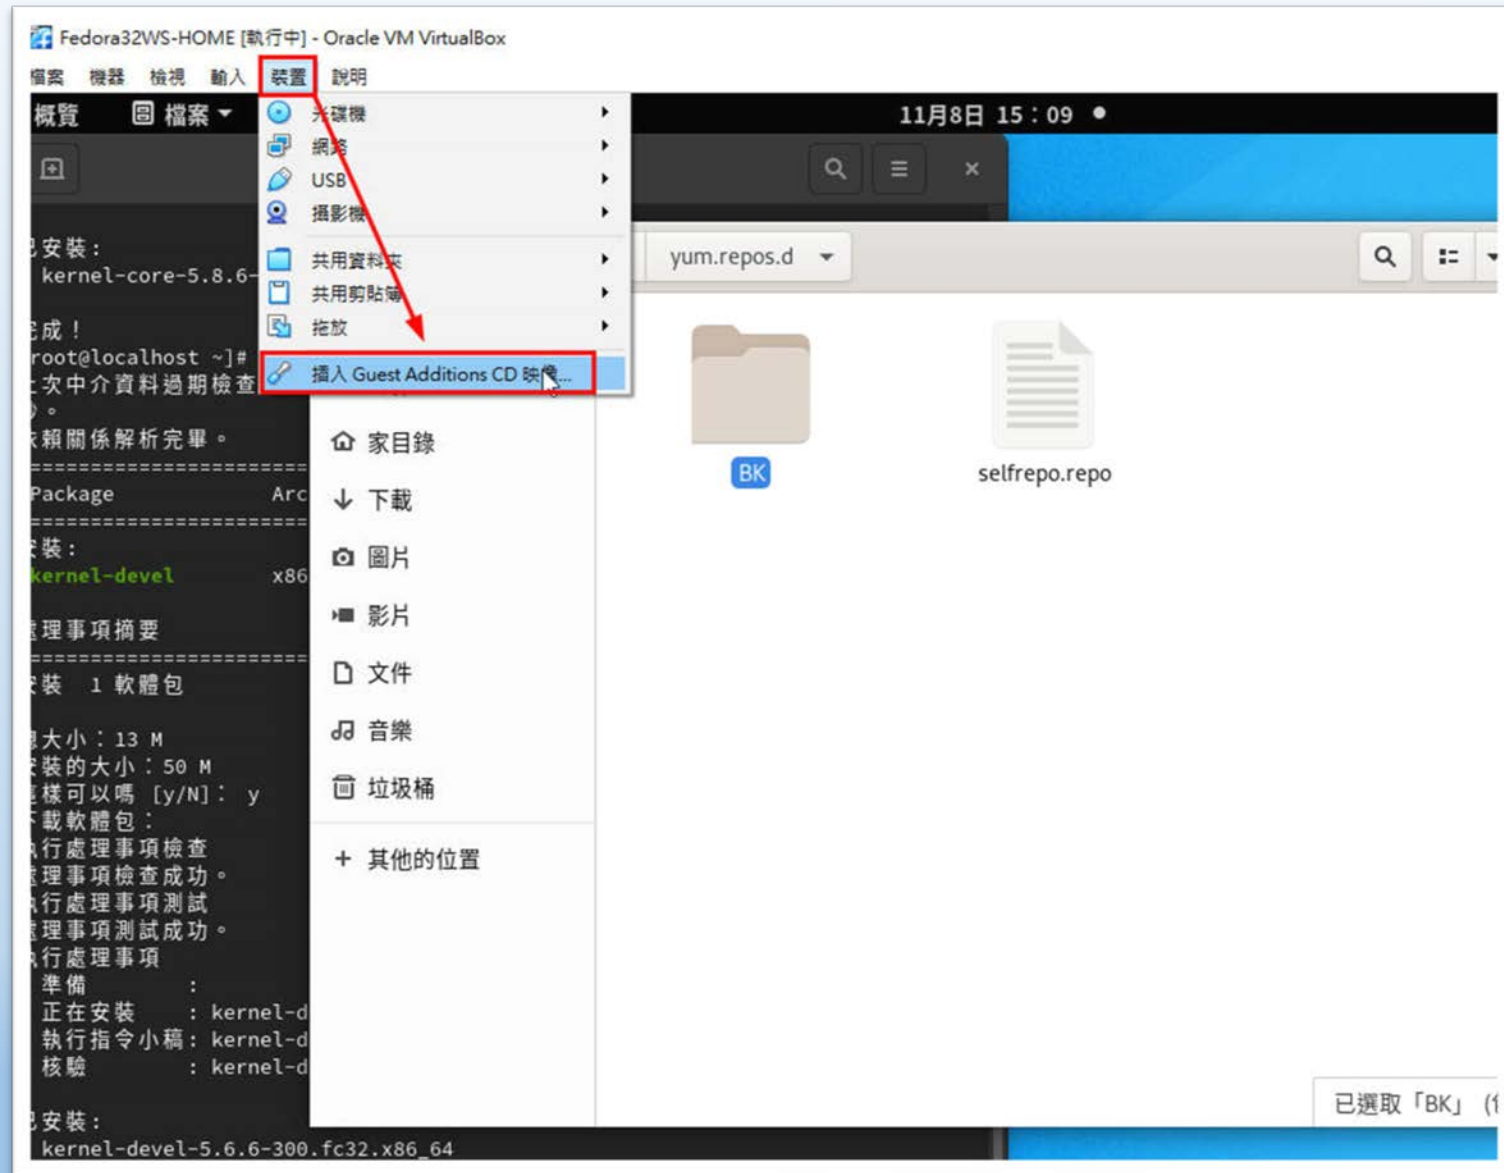 Fedora32WS-HOME [執行中] - Oracle VM VirtualBox
檔案 機器 檢視 輸入 裝置 說明
概覽 檔案 11月8日 15：09
光碟機
網路
USB
攝影機
共用資料夾
共用剪貼簿
拖放
插入 Guest Additions CD 映像...
安裝：
kernel-core-5.8.6-
成！
root@localhost ~]#
次中介資料過期檢查
。
賴關係解析完畢。
================================
Package Arc
================================
裝：
kernel-devel x86
理事項摘要
================================
裝 1 軟體包
大小：13 M
裝的大小：50 M
樣可以嗎 [y/N]： y
載軟體包：
行處理事項檢查
理事項檢查成功。
行處理事項測試
理事項測試成功。
行處理事項
準備 :
正在安裝 : kernel-d
執行指令小稿: kernel-d
核驗 : kernel-d
安裝：
kernel-devel-5.6.6-300.fc32.x86_64
yum.repos.d
家目錄
下載
圖片
影片
文件
音樂
垃圾桶
+ 其他的位置
BK
selfrepo.repo
已選取「BK」